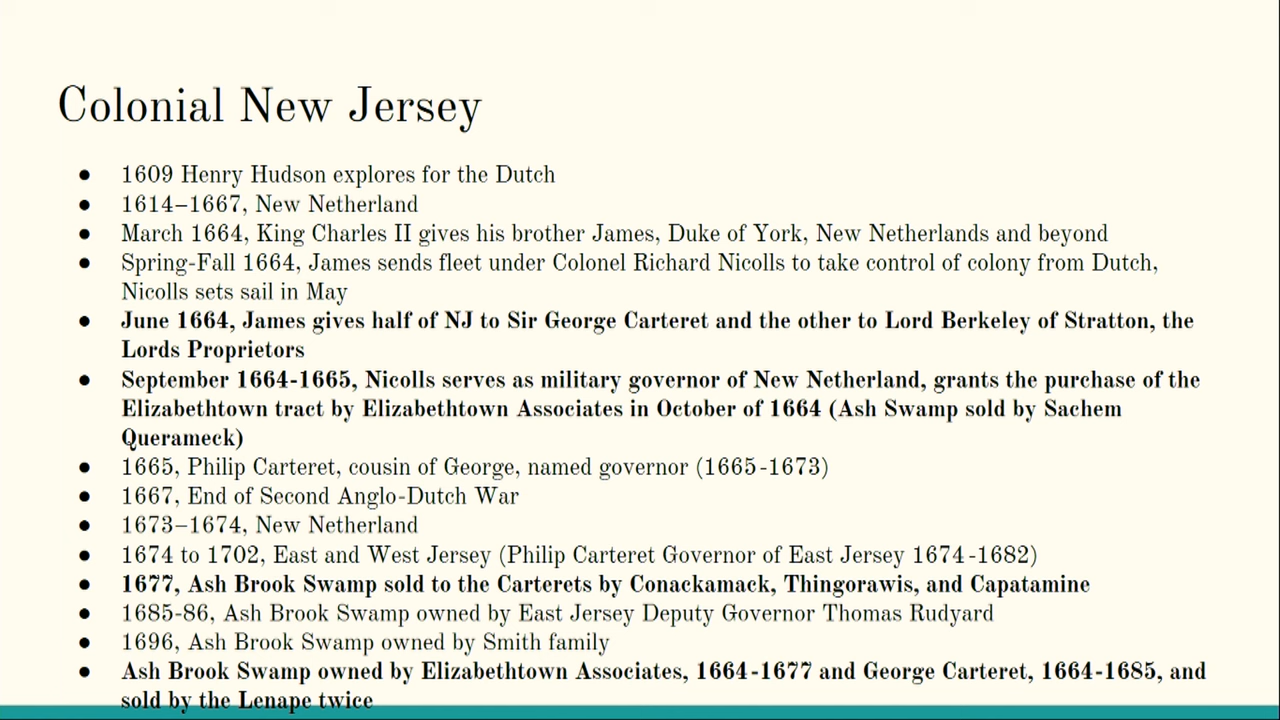 Colonial New Jersey
● 1609 Henry Hudson explores for the Dutch
● 1614–1667, New Netherland
● March 1664, King Charles II gives his brother James, Duke of York, New Netherlands and beyond
● Spring-Fall 1664, James sends fleet under Colonel Richard Nicolls to take control of colony from Dutch,
Nicolls sets sail in May
● June 1664, James gives half of NJ to Sir George Carteret and the other to Lord Berkeley of Stratton, the
Lords Proprietors
● September 1664-1665, Nicolls serves as military governor of New Netherland, grants the purchase of the
Elizabethtown tract by Elizabethtown Associates in October of 1664 (Ash Swamp sold by Sachem
Querameck)
● 1665, Philip Carteret, cousin of George, named governor (1665-1673)
● 1667, End of Second Anglo-Dutch War
● 1673–1674, New Netherland
● 1674 to 1702, East and West Jersey (Philip Carteret Governor of East Jersey 1674-1682)
● 1677, Ash Brook Swamp sold to the Carterets by Conackamack, Thingorawis, and Capatamine
● 1685-86, Ash Brook Swamp owned by East Jersey Deputy Governor Thomas Rudyard
● 1696, Ash Brook Swamp owned by Smith family
● Ash Brook Swamp owned by Elizabethtown Associates, 1664-1677 and George Carteret, 1664-1685, and
sold by the Lenape twice